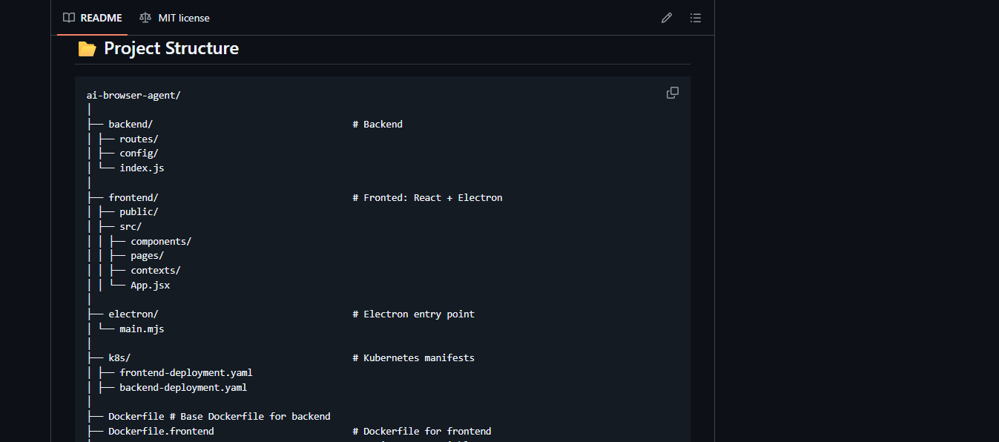 README MIT license
Project Structure
ai-browser-agent/
│
├── backend/ # Backend
│ ├── routes/
│ ├── config/
│ └── index.js
│
├── frontend/ # Fronted: React + Electron
│ ├── public/
│ ├── src/
│ │ ├── components/
│ │ ├── pages/
│ │ ├── contexts/
│ │ └── App.jsx
│
├── electron/ # Electron entry point
│ └── main.mjs
│
├── k8s/ # Kubernetes manifests
│ ├── frontend-deployment.yaml
│ ├── backend-deployment.yaml
│
├── Dockerfile # Base Dockerfile for backend
├── Dockerfile.frontend # Dockerfile for frontend